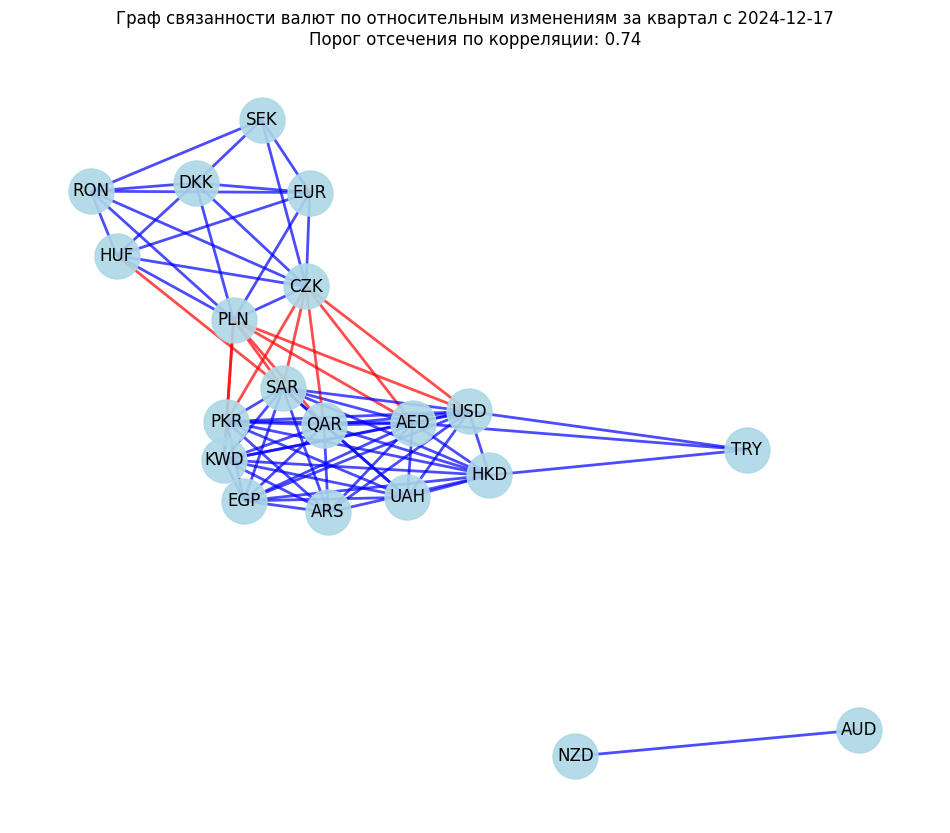 Граф связанности валют по относительным изменениям за квартал с 2024-12-17
Порог отсечения по корреляции: 0.74
SEK
DKK
RON
EUR
HUF
CZK
PLN
SAR
USD
PKR
QAR
AED
TRY
KWD
HKD
EGP
UAH
ARS
AUD
NZD